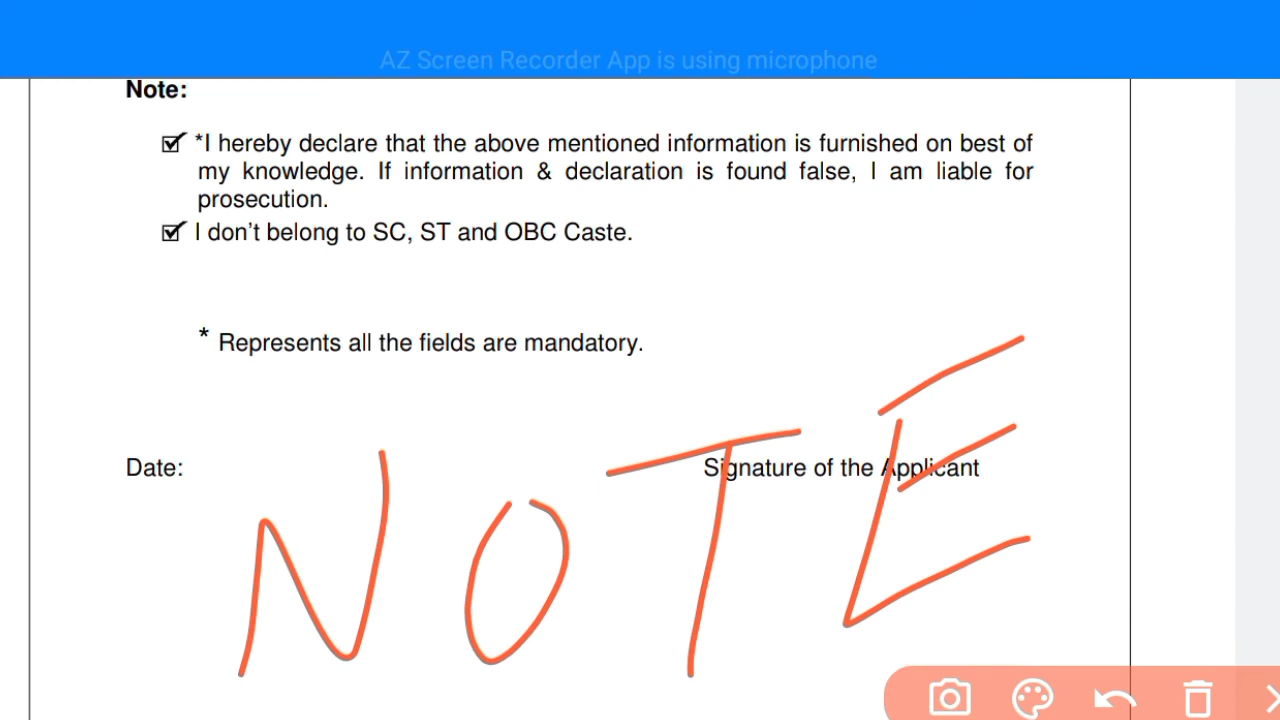 AZ Screen Recorder App is using microphone
Note:
*I hereby declare that the above mentioned information is furnished on best of
my knowledge. If information & declaration is found false, I am liable for
prosecution.
I don't belong to SC, ST and OBC Caste.
* Represents all the fields are mandatory.
Date: Signature of the Applicant
NOTE